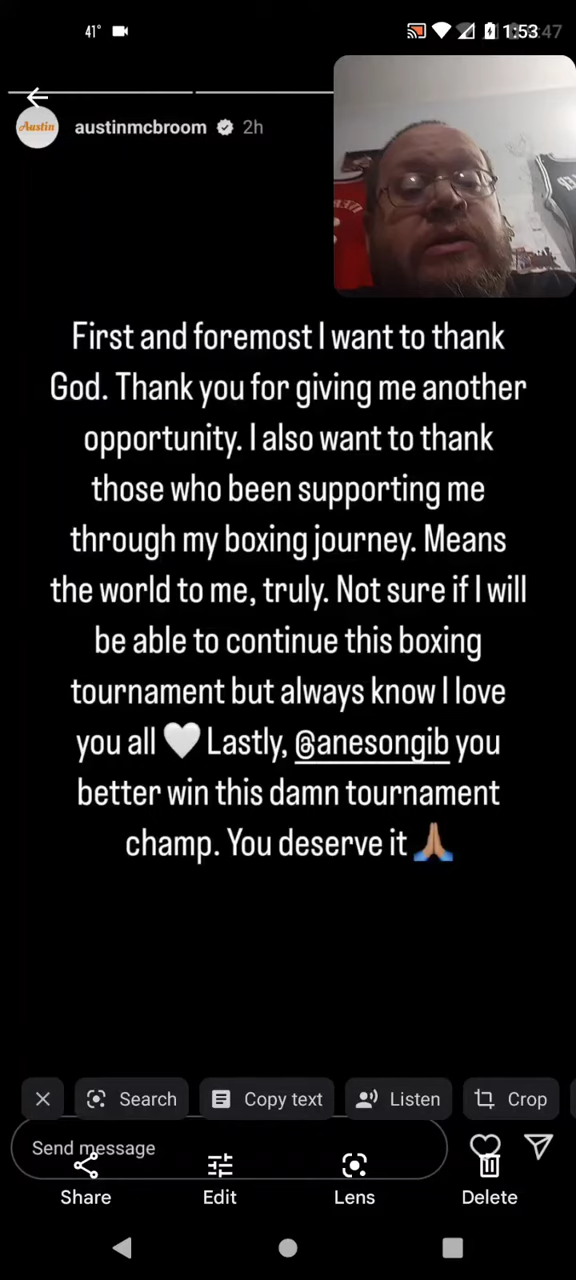 41°
1:53
:47
Austin
austinmcbroom 2h
First and foremost I want to thank
God. Thank you for giving me another
opportunity. I also want to thank
those who been supporting me
through my boxing journey. Means
the world to me, truly. Not sure if I will
be able to continue this boxing
tournament but always know I love
you all 🤍 Lastly, @anesongib you
better win this damn tournament
champ. You deserve it 🙏🏽
Search Copy text Listen Crop
Send message
Share Edit Lens Delete